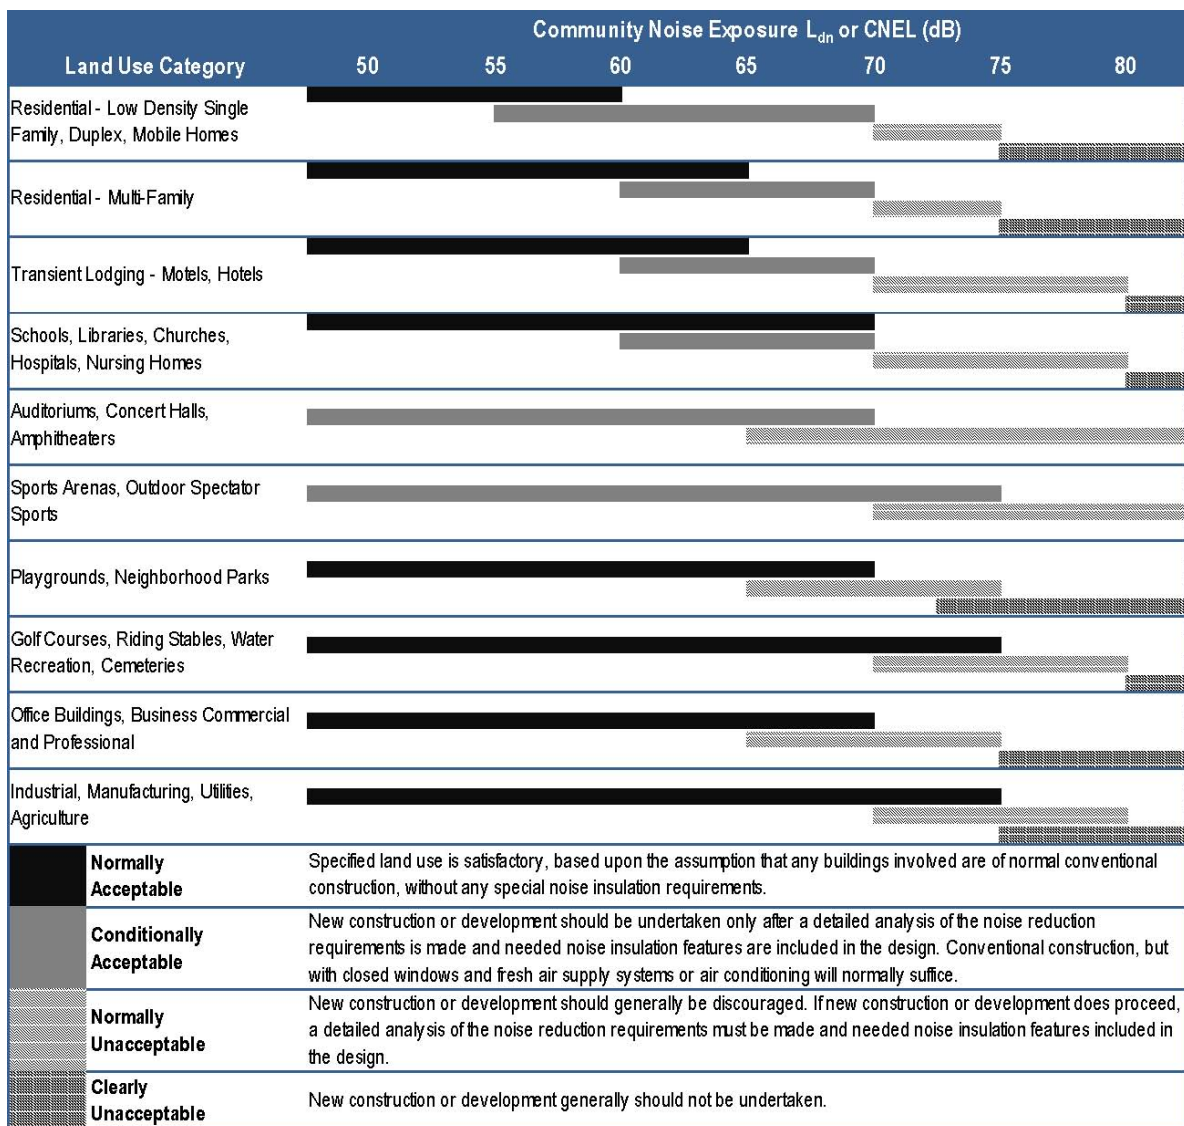 Community Noise Exposure Ldn or CNEL (dB)
Land Use Category 50 55 60 65 70 75 80
Residential - Low Density Single
Family, Duplex, Mobile Homes
Residential - Multi-Family
Transient Lodging - Motels, Hotels
Schools, Libraries, Churches,
Hospitals, Nursing Homes
Auditoriums, Concert Halls,
Amphitheaters
Sports Arenas, Outdoor Spectator
Sports
Playgrounds, Neighborhood Parks
Golf Courses, Riding Stables, Water
Recreation, Cemeteries
Office Buildings, Business Commercial
and Professional
Industrial, Manufacturing, Utilities,
Agriculture
Normally
Acceptable
Specified land use is satisfactory, based upon the assumption that any buildings involved are of normal conventional
construction, without any special noise insulation requirements.
Conditionally
Acceptable
New construction or development should be undertaken only after a detailed analysis of the noise reduction
requirements is made and needed noise insulation features are included in the design. Conventional construction, but
with closed windows and fresh air supply systems or air conditioning will normally suffice.
Normally
Unacceptable
New construction or development should generally be discouraged. If new construction or development does proceed,
a detailed analysis of the noise reduction requirements must be made and needed noise insulation features included in
the design.
Clearly
Unacceptable
New construction or development generally should not be undertaken.